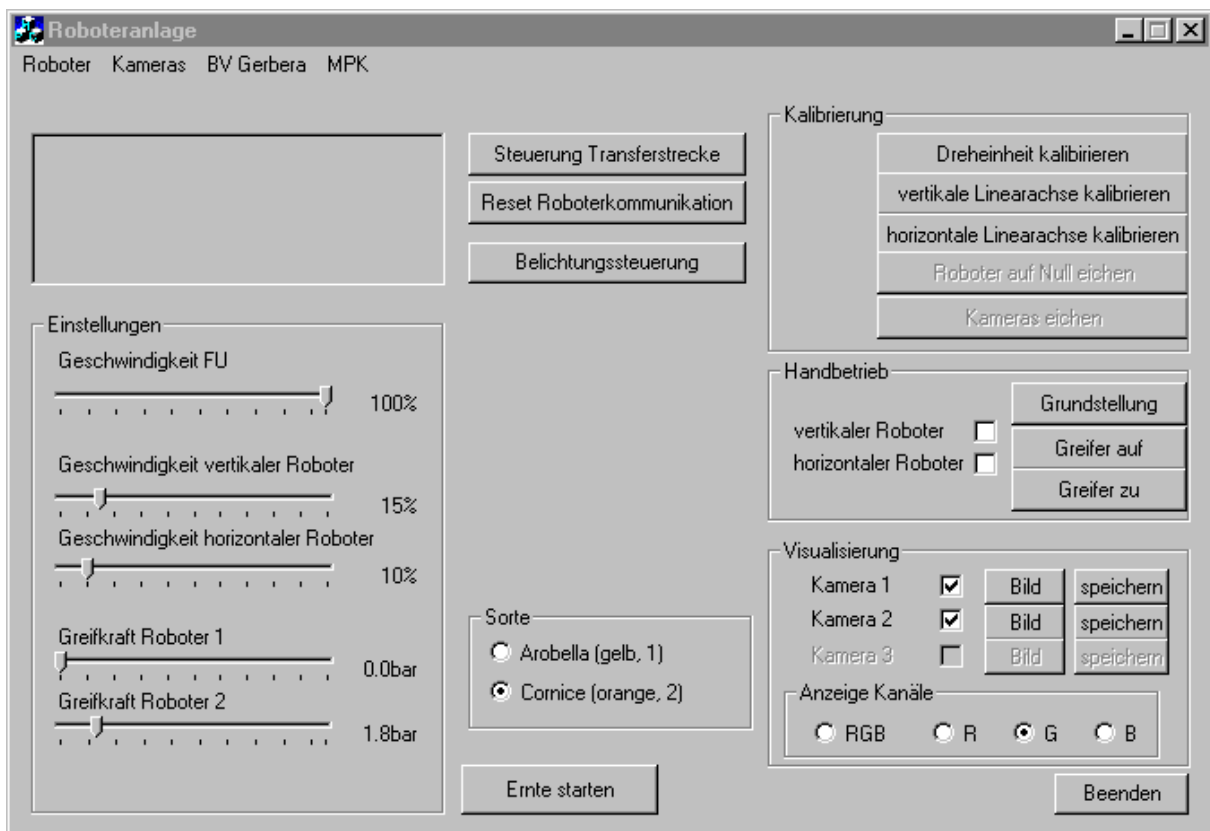 Roboteranlage
Roboter Kameras BV Gerbera MPK
Steuerung Transferstrecke
Reset Roboterkommunikation
Belichtungssteuerung
Kalibrierung
Dreheinheit kalibirieren
vertikale Linearachse kalibrieren
horizontale Linearachse kalibrieren
Roboter auf Null eichen
Kameras eichen
Einstellungen
Geschwindigkeit FU
100%
Geschwindigkeit vertikaler Roboter
15%
Geschwindigkeit horizontaler Roboter
10%
Greifkraft Roboter 1
0.0bar
Greifkraft Roboter 2
1.8bar
Handbetrieb
Grundstellung
vertikaler Roboter
horizontaler Roboter
Greifer auf
Greifer zu
Sorte
Arobella (gelb, 1)
Cornice (orange, 2)
Visualisierung
Kamera 1 Bild speichern
Kamera 2 Bild speichern
Kamera 3 Bild speichern
Anzeige Kanäle
RGB R G B
Ernte starten
Beenden